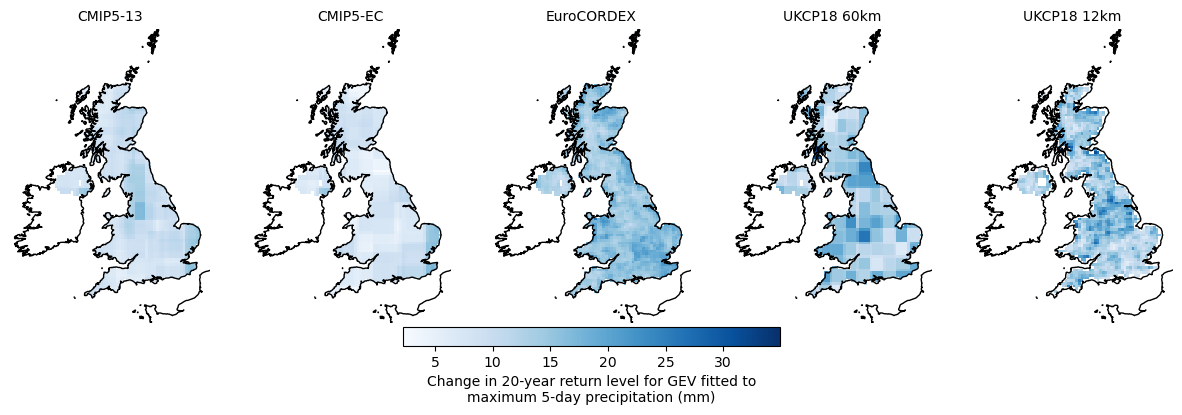 CMIP5-13
CMIP5-EC
EuroCORDEX
UKCP18 60km
UKCP18 12km
5
10
15
20
25
30
Change in 20-year return level for GEV fitted to
maximum 5-day precipitation (mm)